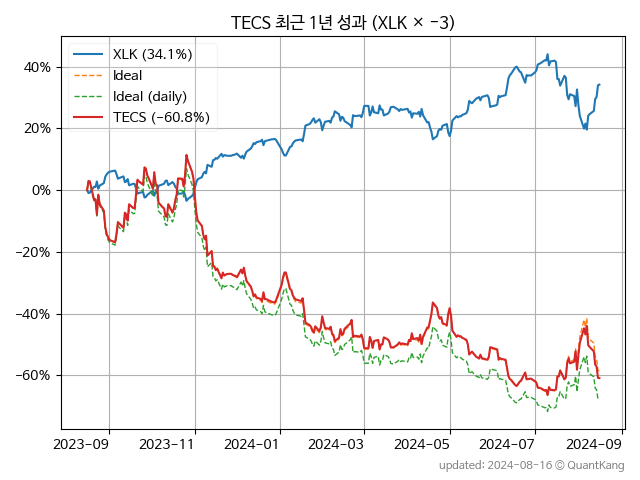 TECS 최근 1년 성과 (XLK × −3)
XLK (34.1%)
Ideal
Ideal (daily)
TECS (−60.8%)
40%
20%
0%
−20%
−40%
−60%
2023-09 2023-11 2024-01 2024-03 2024-05 2024-07 2024-09
updated: 2024-08-16 © QuantKang